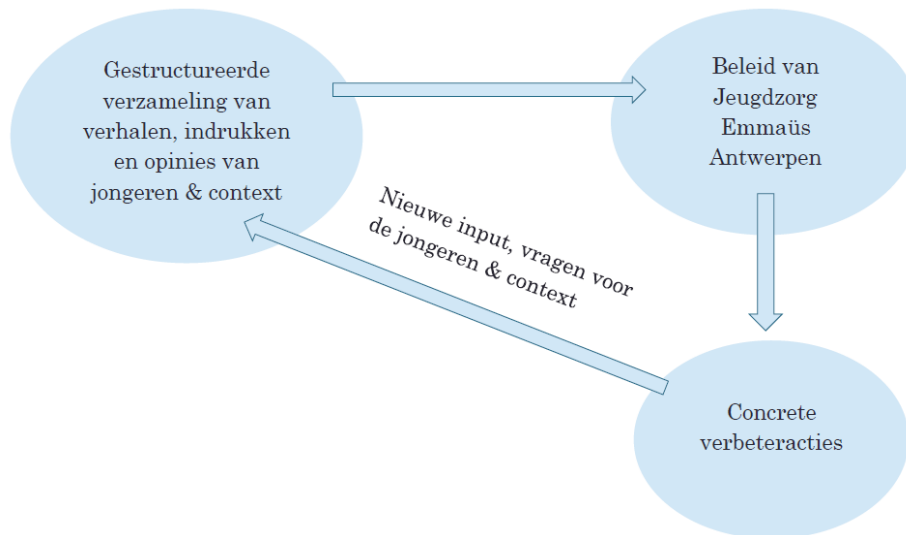 Gestructureerde
verzameling van
verhalen, indrukken
en opinies van
jongeren & context
Beleid van
Jeugdzorg
Emmaüs
Antwerpen
Nieuwe input, vragen voor
de jongeren & context
Concrete
verbeteracties